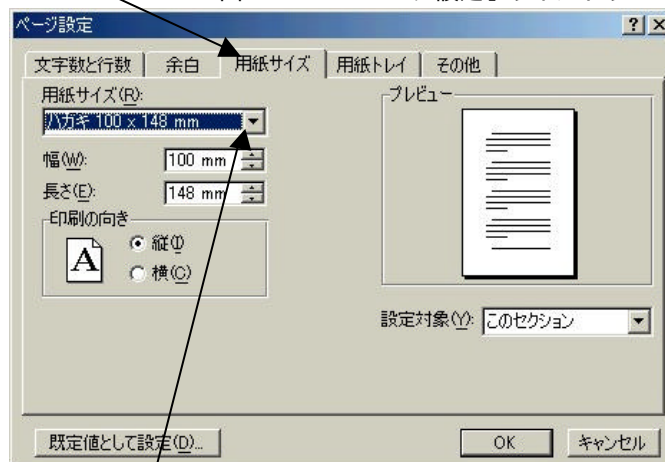 ページ設定
文字数と行数 余白 用紙サイズ 用紙トレイ その他
用紙サイズ(R):
ハガキ 100 x 148 mm
幅(W): 100 mm
長さ(E): 148 mm
印刷の向き
A
縦(I)
横(C)
プレビュー
設定対象(Y): このセクション
既定値として設定(D)... OK キャンセル